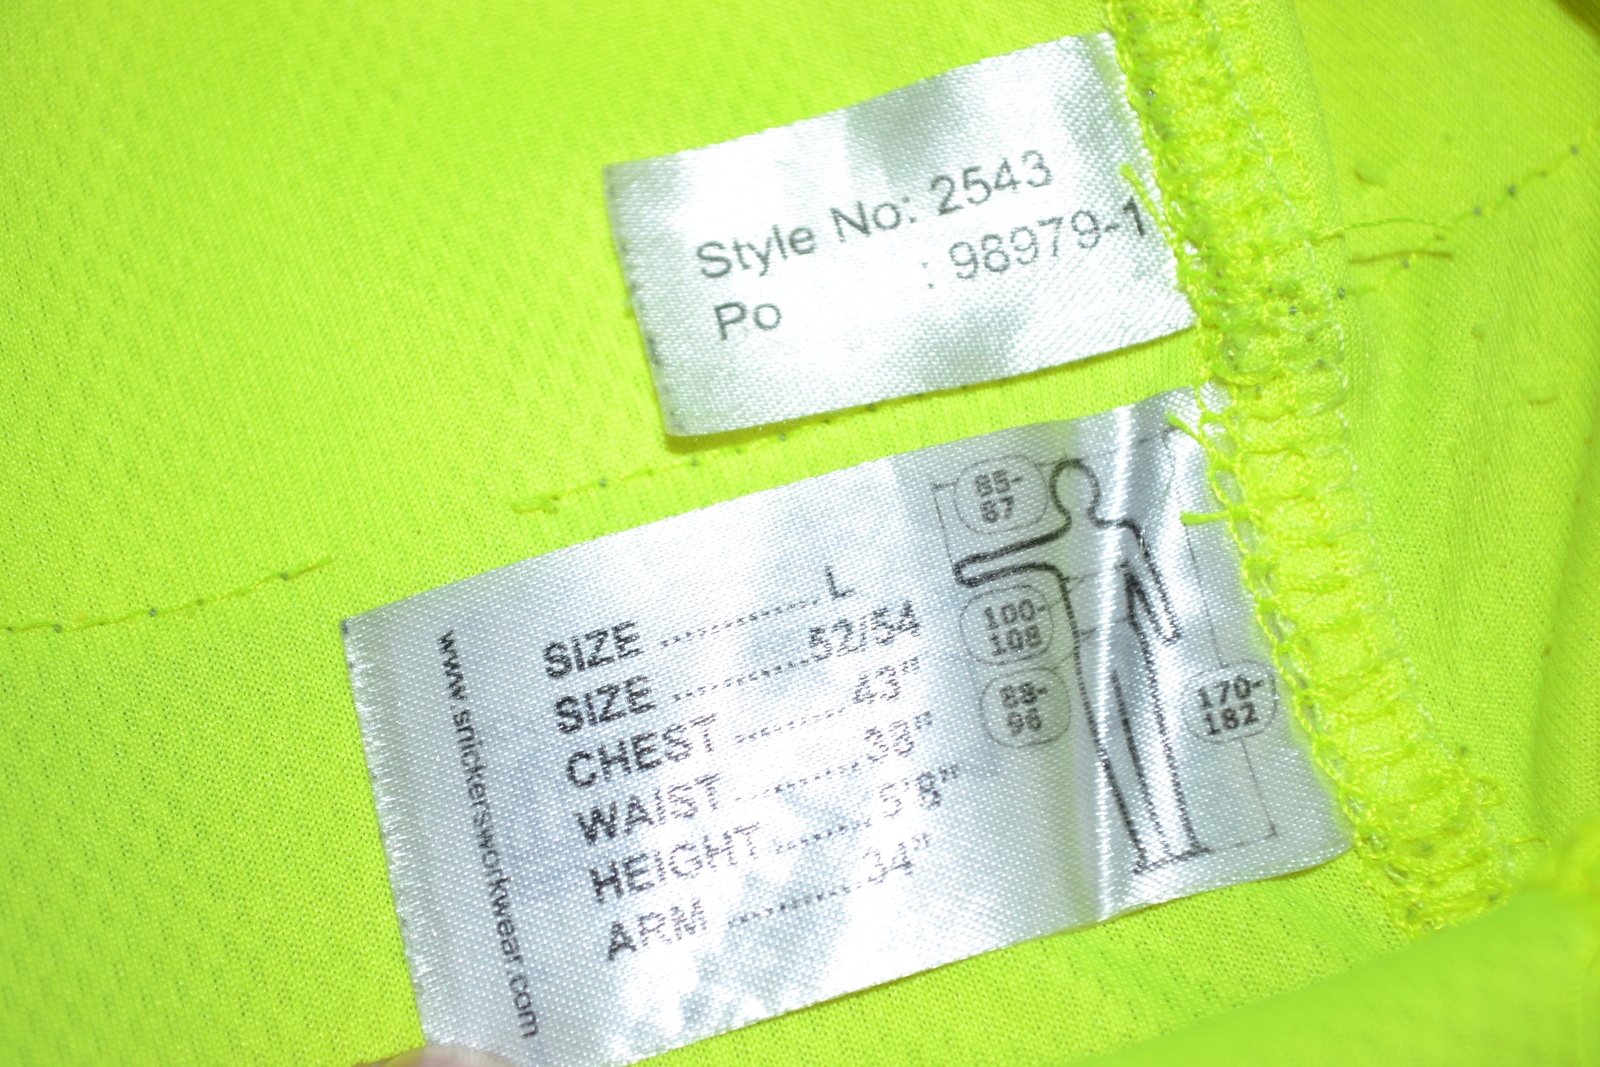 Style No: 2543
Po : 98979-1
www.snickersworkwear.com
SIZE ................ L
SIZE ................ 52/54
CHEST ............. 43"
WAIST .............. 38"
HEIGHT ............ 5'8"
ARM ................ 34"
85-
87
100-
108
88-
96
170-
182